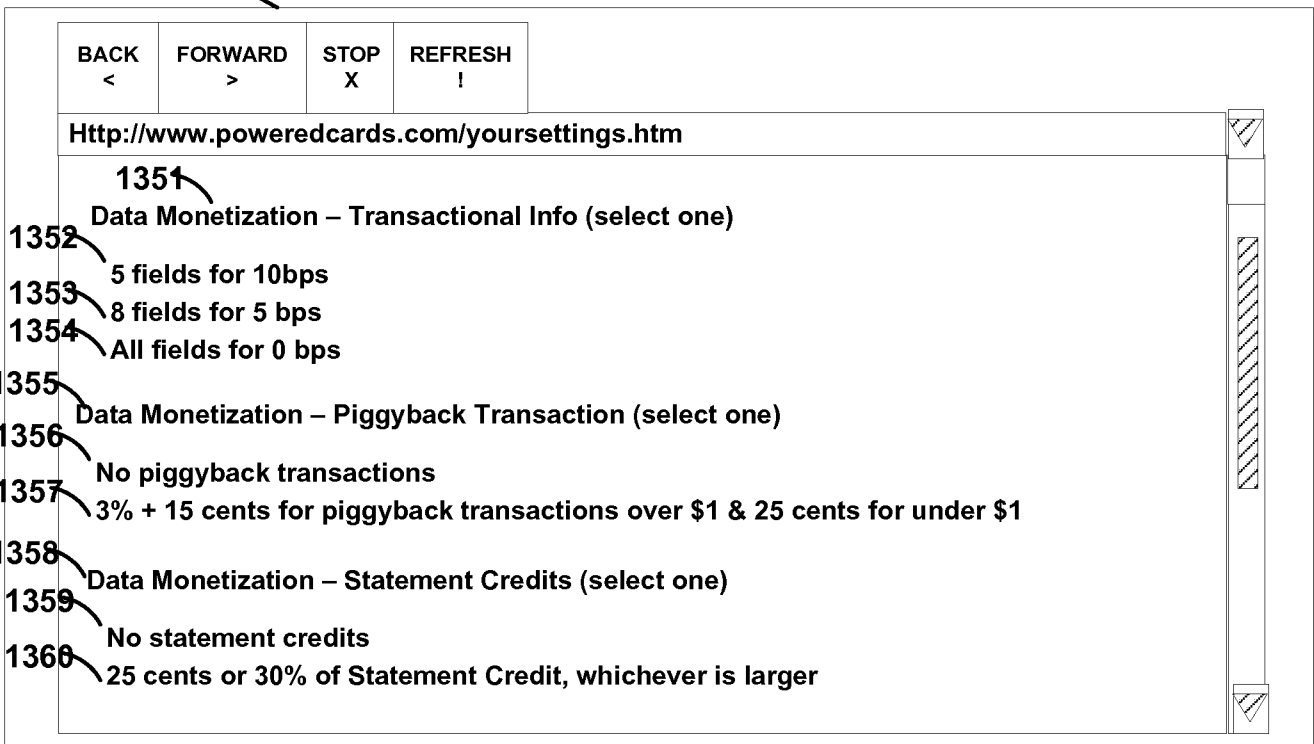 BACK FORWARD STOP REFRESH
< > X !
Http://www.poweredcards.com/yoursettings.htm
1351
Data Monetization – Transactional Info (select one)
1352
5 fields for 10bps
1353
8 fields for 5 bps
1354
All fields for 0 bps
1355
Data Monetization – Piggyback Transaction (select one)
1356
No piggyback transactions
1357
3% + 15 cents for piggyback transactions over $1 & 25 cents for under $1
1358
Data Monetization – Statement Credits (select one)
1359
No statement credits
1360
25 cents or 30% of Statement Credit, whichever is larger